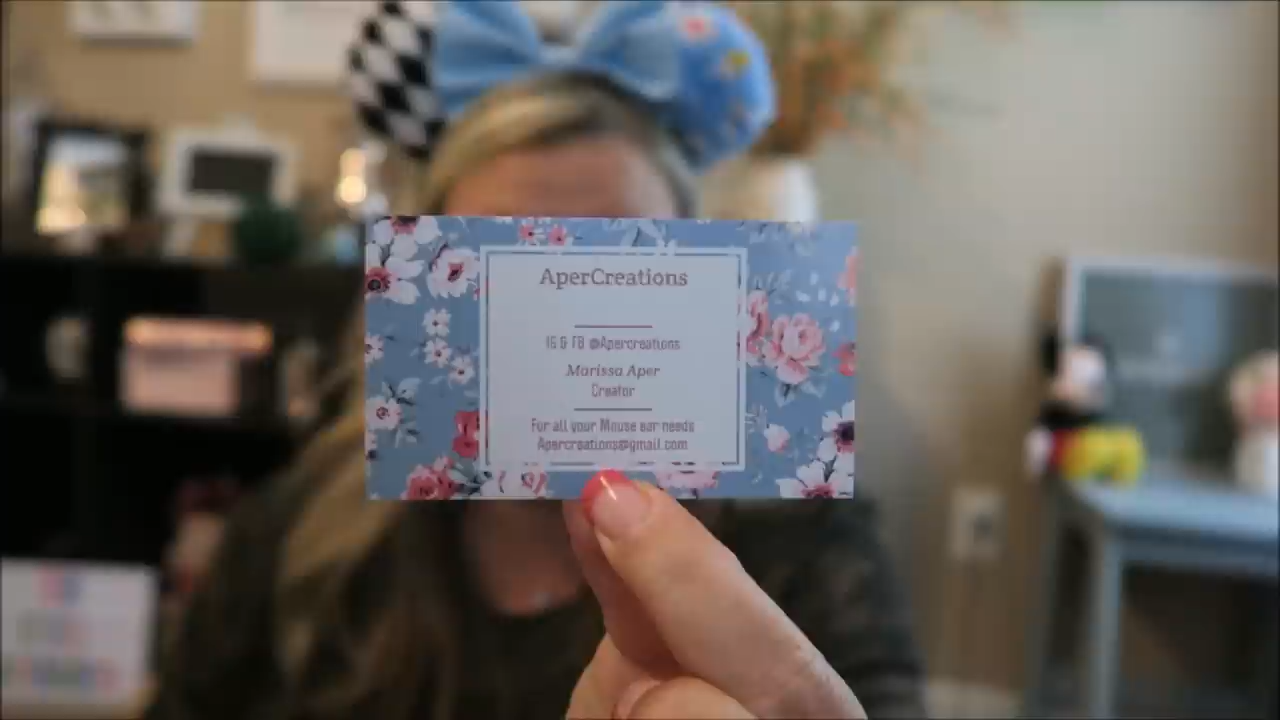 AperCreations
IG & FB @Apercreations
Marissa Aper
Creator
For all your Mouse ear needs
Apercreations@gmail.com